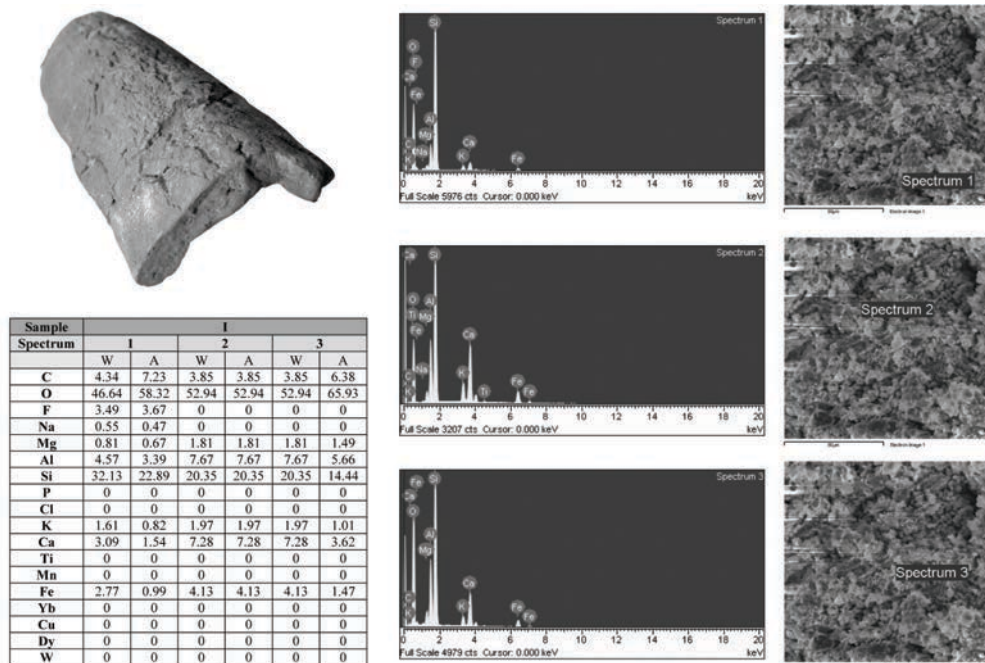 Sample I
Spectrum 1 2 3
W A W A W A
C 4.34 7.23 3.85 3.85 3.85 6.38
O 46.64 58.32 52.94 52.94 52.94 65.93
F 3.49 3.67 0 0 0 0
Na 0.55 0.47 0 0 0 0
Mg 0.81 0.67 1.81 1.81 1.81 1.49
Al 4.57 3.39 7.67 7.67 7.67 5.66
Si 32.13 22.89 20.35 20.35 20.35 14.44
P 0 0 0 0 0 0
Cl 0 0 0 0 0 0
K 1.61 0.82 1.97 1.97 1.97 1.01
Ca 3.09 1.54 7.28 7.28 7.28 3.62
Ti 0 0 0 0 0 0
Mn 0 0 0 0 0 0
Fe 2.77 0.99 4.13 4.13 4.13 1.47
Yb 0 0 0 0 0 0
Cu 0 0 0 0 0 0
Dy 0 0 0 0 0 0
W 0 0 0 0 0 0
Spectrum 1
Si
O
F
Ca
Fe
Al
Mg
C Na
K
K Ca Fe
0 2 4 6 8 10 12 14 16 18 20
Full Scale 5976 cts Cursor: 0.000 keV keV
Spectrum 1
Electron Image 1
Spectrum 2
Ca Si
O Al
Ti Mg
Fe Ca
C Na
K K Ti Fe Fe
0 2 4 6 8 10 12 14 16 18 20
Full Scale 3207 cts Cursor: 0.000 keV keV
Spectrum 2
Electron Image 1
Spectrum 3
Fe Si
Ca
O Al
Mg
Ca
C
K K Fe Fe
0 2 4 6 8 10 12 14 16 18 20
Full Scale 4979 cts Cursor: 0.000 keV keV
Spectrum 3
Electron Image 1